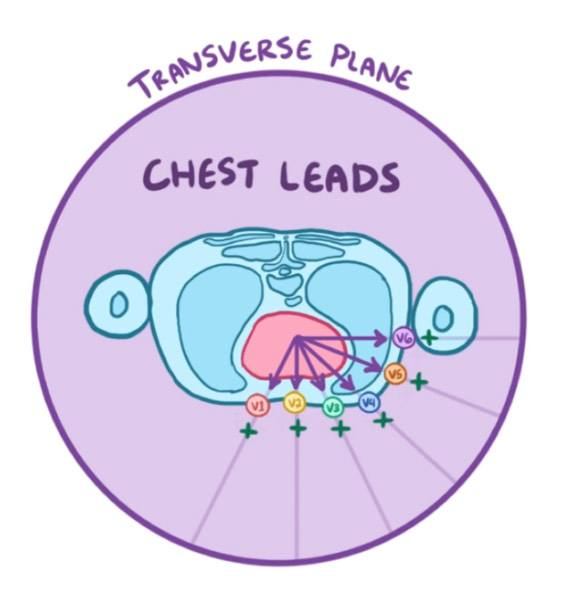 TRANSVERSE PLANE
CHEST LEADS
V6
+
V5
+
V1
V2
V3
V4
+
+
+
+